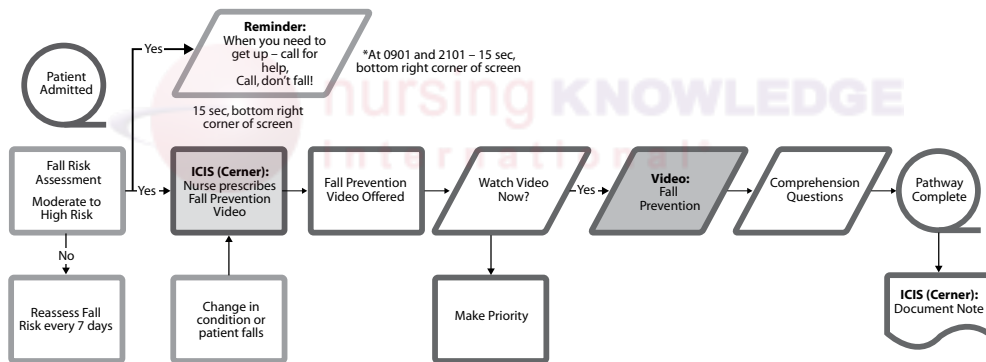 Reminder:
When you need to
get up – call for
help,
Call, don't fall!
Yes
*At 0901 and 2101 – 15 sec,
bottom right corner of screen
Patient
Admitted
15 sec, bottom right
corner of screen
nursing KNOWLEDGE
International
Fall Risk
Assessment
Moderate to
High Risk
Yes
ICIS (Cerner):
Nurse prescribes
Fall Prevention
Video
Fall Prevention
Video Offered
Watch Video
Now?
Yes
Video:
Fall
Prevention
Comprehension
Questions
Pathway
Complete
No
Reassess Fall
Risk every 7 days
Change in
condition or
patient falls
Make Priority
ICIS (Cerner):
Document Note